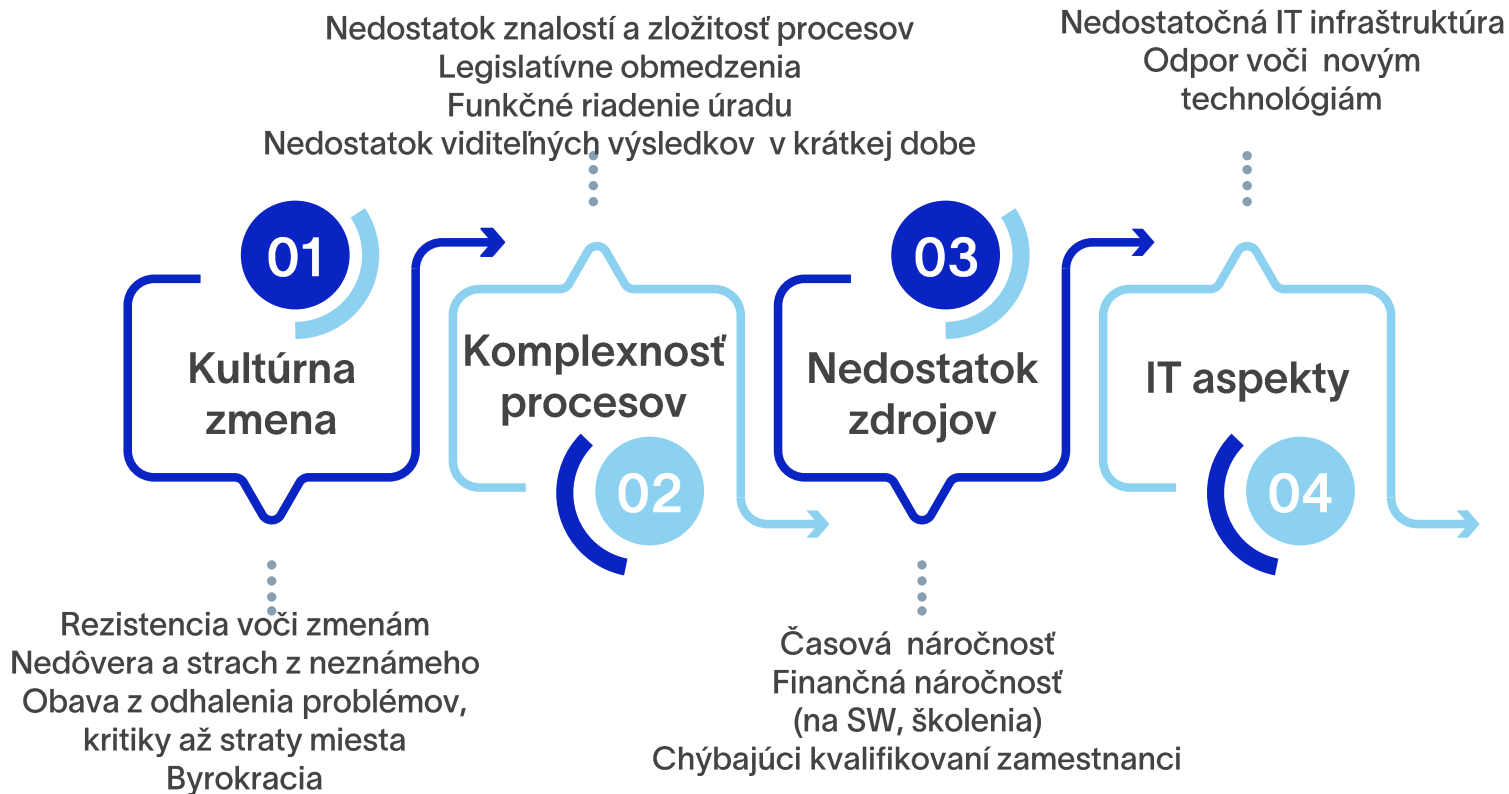 Nedostatok znalostí a zložitosť procesov
Legislatívne obmedzenia
Funkčné riadenie úradu
Nedostatok viditeľných výsledkov v krátkej dobe
Nedostatočná IT infraštruktúra
Odpor voči novým
technológiám
01
Kultúrna
zmena
Komplexnosť
procesov
02
03
Nedostatok
zdrojov
IT aspekty
04
Rezistencia voči zmenám
Nedôvera a strach z neznámeho
Obava z odhalenia problémov,
kritiky až straty miesta
Byrokracia
Časová náročnosť
Finančná náročnosť
(na SW, školenia)
Chýbajúci kvalifikovaní zamestnanci